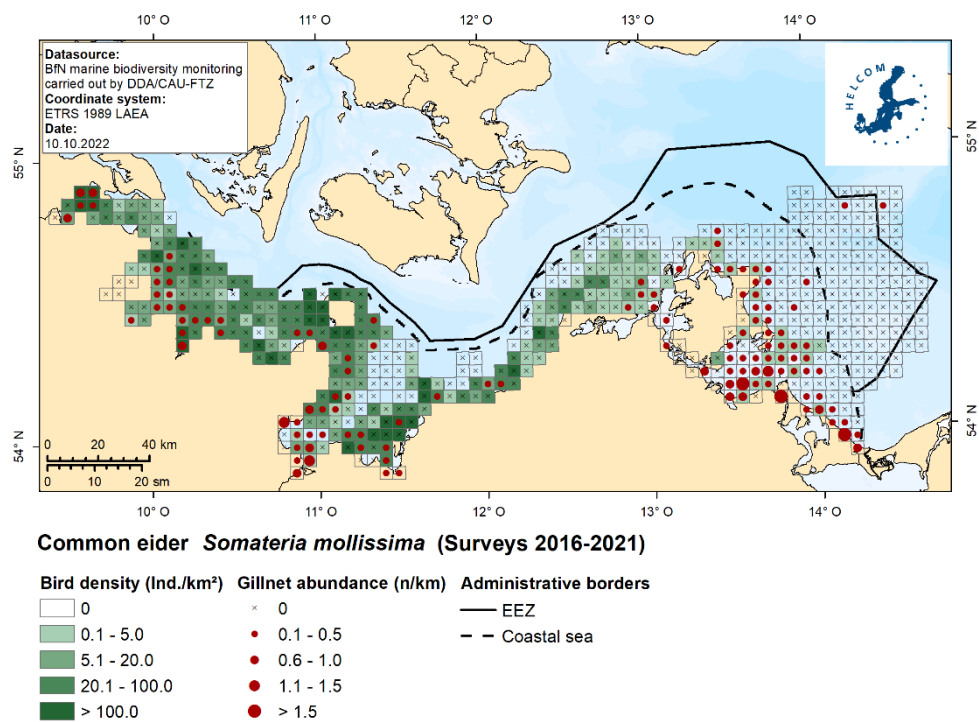 10° O 11° O 12° O 13° O 14° O
Datasource:
BfN marine biodiversity monitoring
carried out by DDA/CAU-FTZ
Coordinate system:
ETRS 1989 LAEA
Date:
10.10.2022
HELCOM
55° N
55° N
54° N
54° N
0 20 40 km
0 10 20 sm
10° O 11° O 12° O 13° O 14° O
Common eider Somateria mollissima (Surveys 2016-2021)
Bird density (Ind./km²) Gillnet abundance (n/km) Administrative borders
0 0 EEZ
0.1 - 5.0 0.1 - 0.5 Coastal sea
5.1 - 20.0 0.6 - 1.0
20.1 - 100.0 1.1 - 1.5
> 100.0 > 1.5